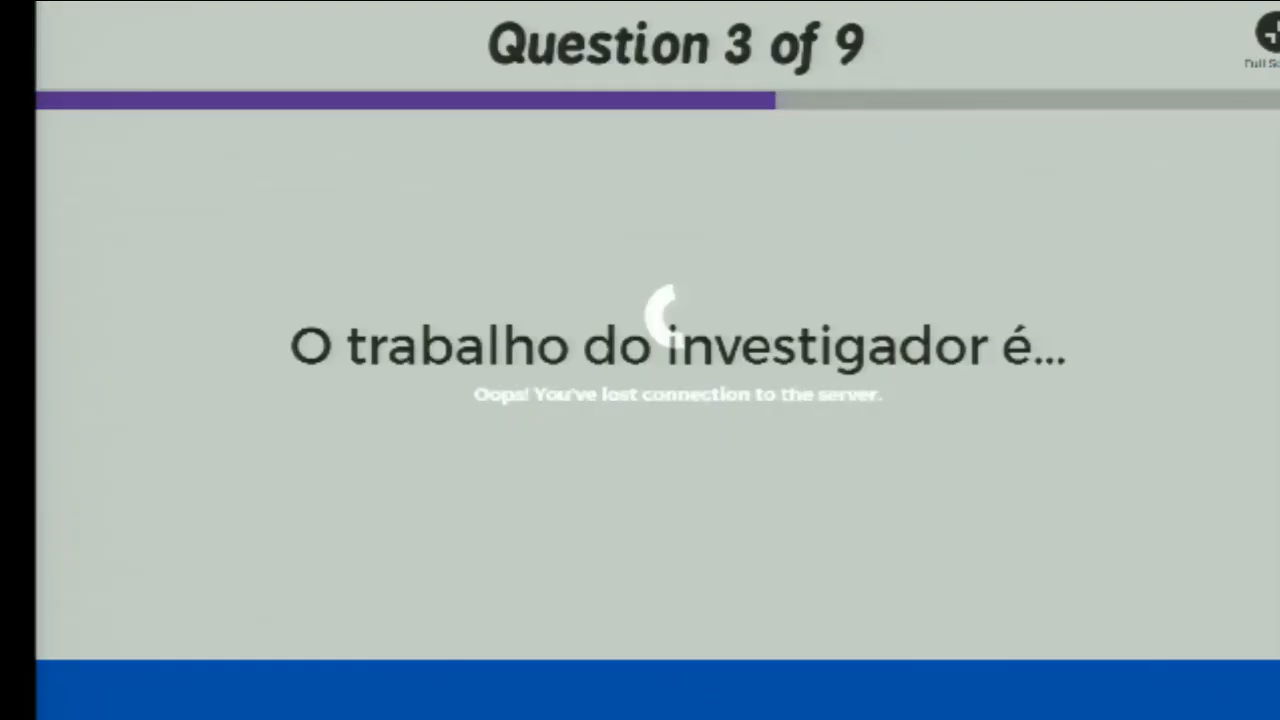 Question 3 of 9
O trabalho do investigador é...
Oops! You've lost connection to the server.